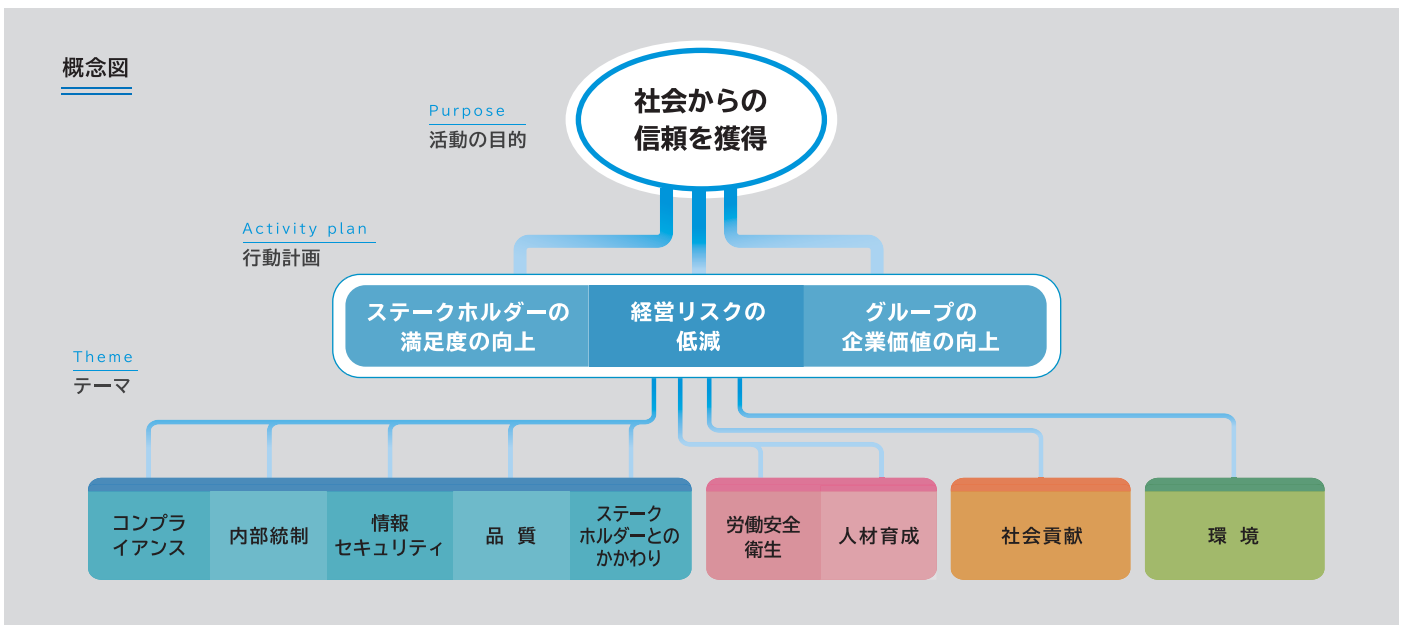 概念図
Purpose
活動の目的
社会からの
信頼を獲得
Activity plan
行動計画
ステークホルダーの
満足度の向上
経営リスクの
低減
グループの
企業価値の向上
Theme
テーマ
コンプラ
イアンス
内部統制
情報
セキュリティ
品 質
ステーク
ホルダーとの
かかわり
労働安全
衛生
人材育成
社会貢献
環 境